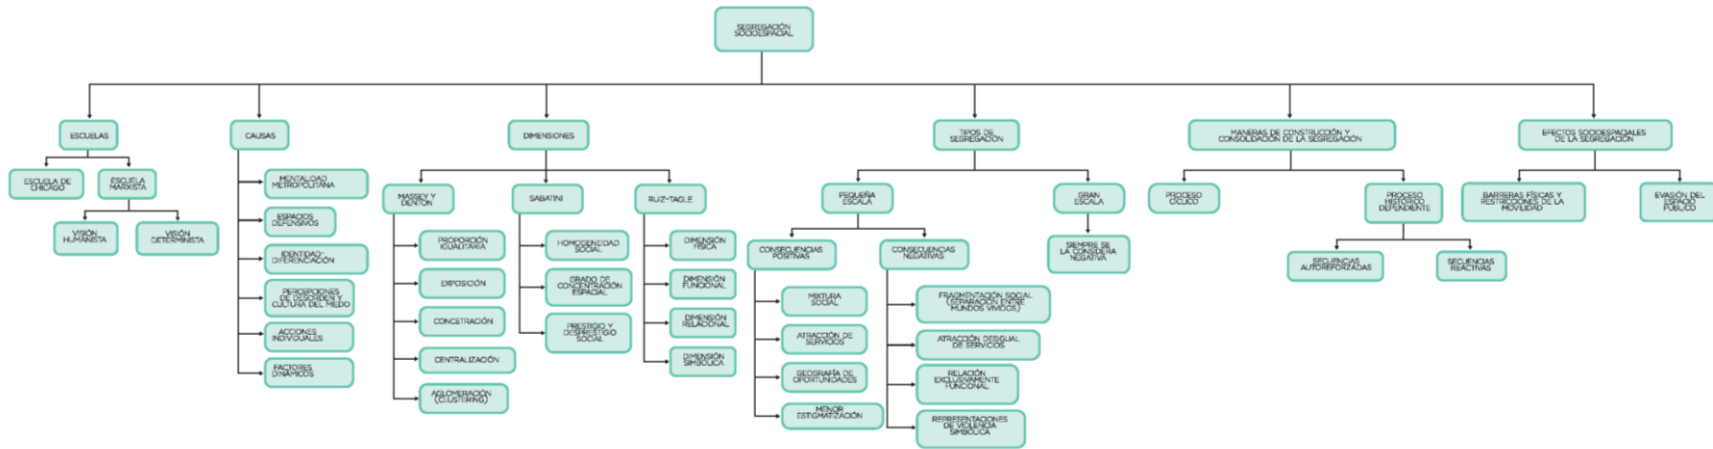 SEGREGACIÓN
SOCIOESPACIAL
ESCUELAS
CAUSAS
DIMENSIONES
TIPOS DE
SEGREGACIÓN
MANERAS DE CONSTRUCCIÓN Y
CONSOLIDACIÓN DE LA SEGREGACIÓN
EFECTOS SOCIOESPACIALES
DE LA SEGREGACIÓN
ESCUELA DE
CHICAGO
ESCUELA
MARXISTA
VISIÓN
HUMANISTA
VISIÓN
DETERMINISTA
MENTALIDAD
METROPOLITANA
ESPACIOS
DEFENSIVOS
IDENTIDAD-
DIFERENCIACIÓN
PERCEPCIONES
DE DESORDEN Y
CULTURA DEL MIEDO
ACCIONES
INDIVIDUALES
FACTORES
DINÁMICOS
MASSEY Y
DENTON
PROPORCIÓN
IGUALITARIA
EXPOSICIÓN
CONCETRACIÓN
CENTRALIZACIÓN
AGLOMERACIÓN
(CLUSTERING)
SABATINI
HOMOGENEIDAD
SOCIAL
GRADO DE
CONCENTRACIÓN
ESPACIAL
PRESTIGIO Y
DESPRESTIGIO
SOCIAL
RUIZ-TAGLE
DIMENSIÓN
FÍSICA
DIMENSIÓN
FUNCIONAL
DIMENSIÓN
RELACIONAL
DIMENSIÓN
SIMBÓLICA
PEQUEÑA
ESCALA
CONSECUENCIAS
POSITIVAS
MIXTURA
SOCIAL
ATRACCIÓN DE
SERVICIOS
GEOGRAFÍA DE
OPORTUNIDADES
MENOR
ESTIGMATIZACIÓN
CONSECUENCIAS
NEGATIVAS
FRAGMENTACIÓN SOCIAL
(SEPARACIÓN ENTRE
MUNDOS VIVIDOS)
ATRACCIÓN DESIGUAL
DE SERVICIOS
RELACIÓN
EXCLUSIVAMENTE
FUNCIONAL
REPRESENTACIONES
DE VIOLENCIA
SIMBÓLICA
GRAN
ESCALA
SIEMPRE SE
LA CONSIDERA
NEGATIVA
PROCESO
CÍCLICO
PROCESO
HISTÓRICO
DEPENDIENTE
SECUENCIAS
AUTOREFORZADAS
SECUENCIAS
REACTIVAS
BARRERAS FÍSICAS Y
RESTRICCIONES DE LA
MOVILIDAD
EVASIÓN DEL
ESPACIO
PÚBLICO